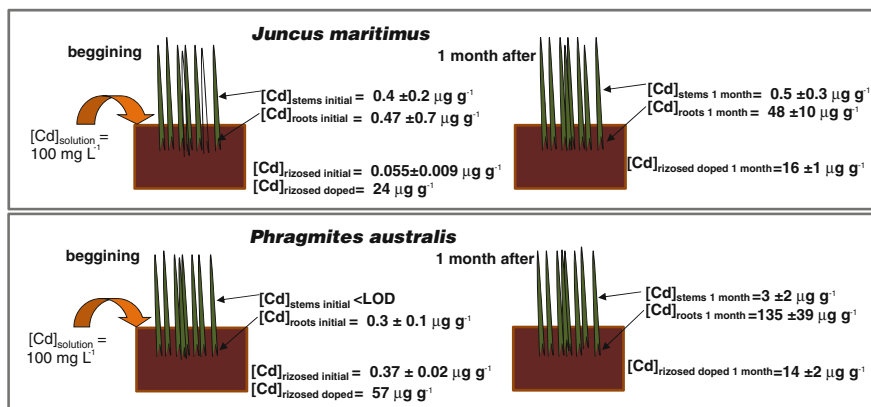 Juncus maritimus
beggining
1 month after
[Cd]stems initial = 0.4 ±0.2 µg g-1
[Cd]roots initial = 0.47 ±0.7 µg g-1
[Cd]solution =
100 mg L-1
[Cd]rizosed initial = 0.055±0.009 µg g-1
[Cd]rizosed doped = 24 µg g-1
[Cd]stems 1 month = 0.5 ±0.3 µg g-1
[Cd]roots 1 month = 48 ±10 µg g-1
[Cd]rizosed doped 1 month =16 ±1 µg g-1
Phragmites australis
beggining
1 month after
[Cd]stems initial <LOD
[Cd]roots initial = 0.3 ± 0.1 µg g-1
[Cd]solution =
100 mg L-1
[Cd]rizosed initial = 0.37 ± 0.02 µg g-1
[Cd]rizosed doped = 57 µg g-1
[Cd]stems 1 month =3 ±2 µg g-1
[Cd]roots 1 month =135 ±39 µg g-1
[Cd]rizosed doped 1 month =14 ±2 µg g-1